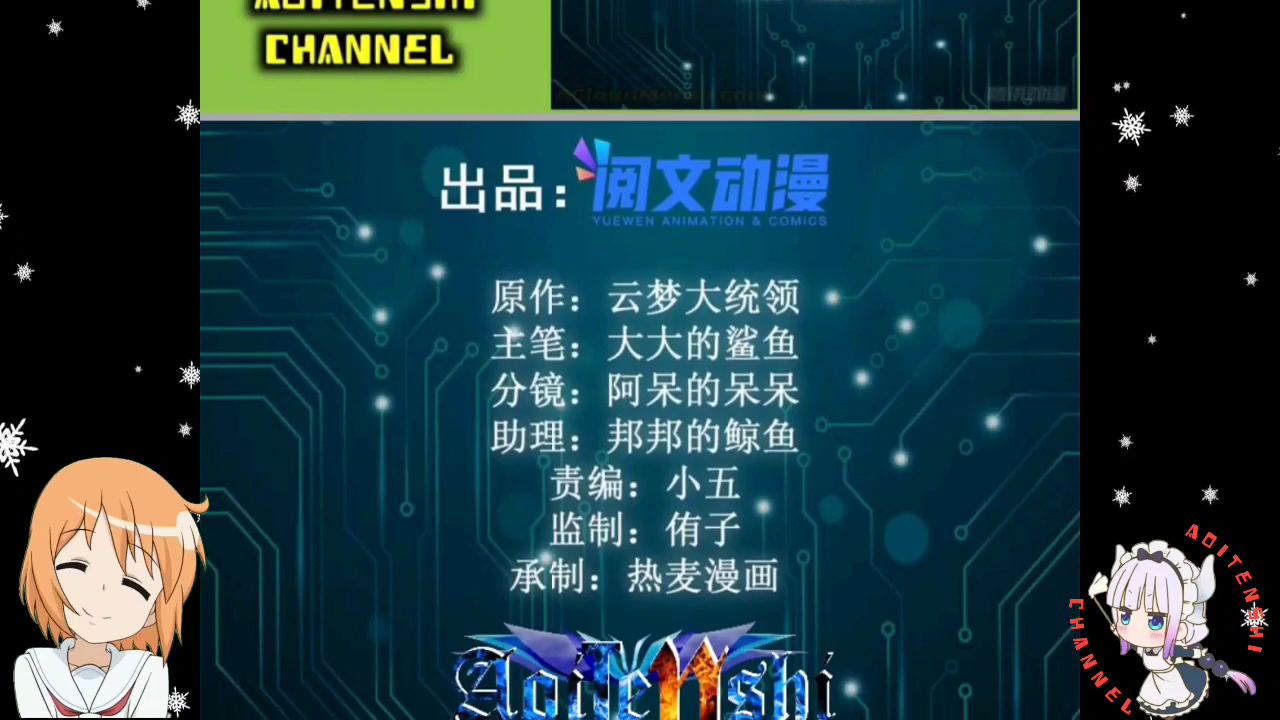 AOITENSHI
CHANNEL
出品：阅文动漫
YUEWEN ANIMATION & COMICS
原作：云梦大统领
主笔：大大的鲨鱼
分镜：阿呆的呆呆
助理：邦邦的鲸鱼
责编：小五
监制：侑子
承制：热麦漫画
AoiTeNshi
AOITENSHI
CHANNEL